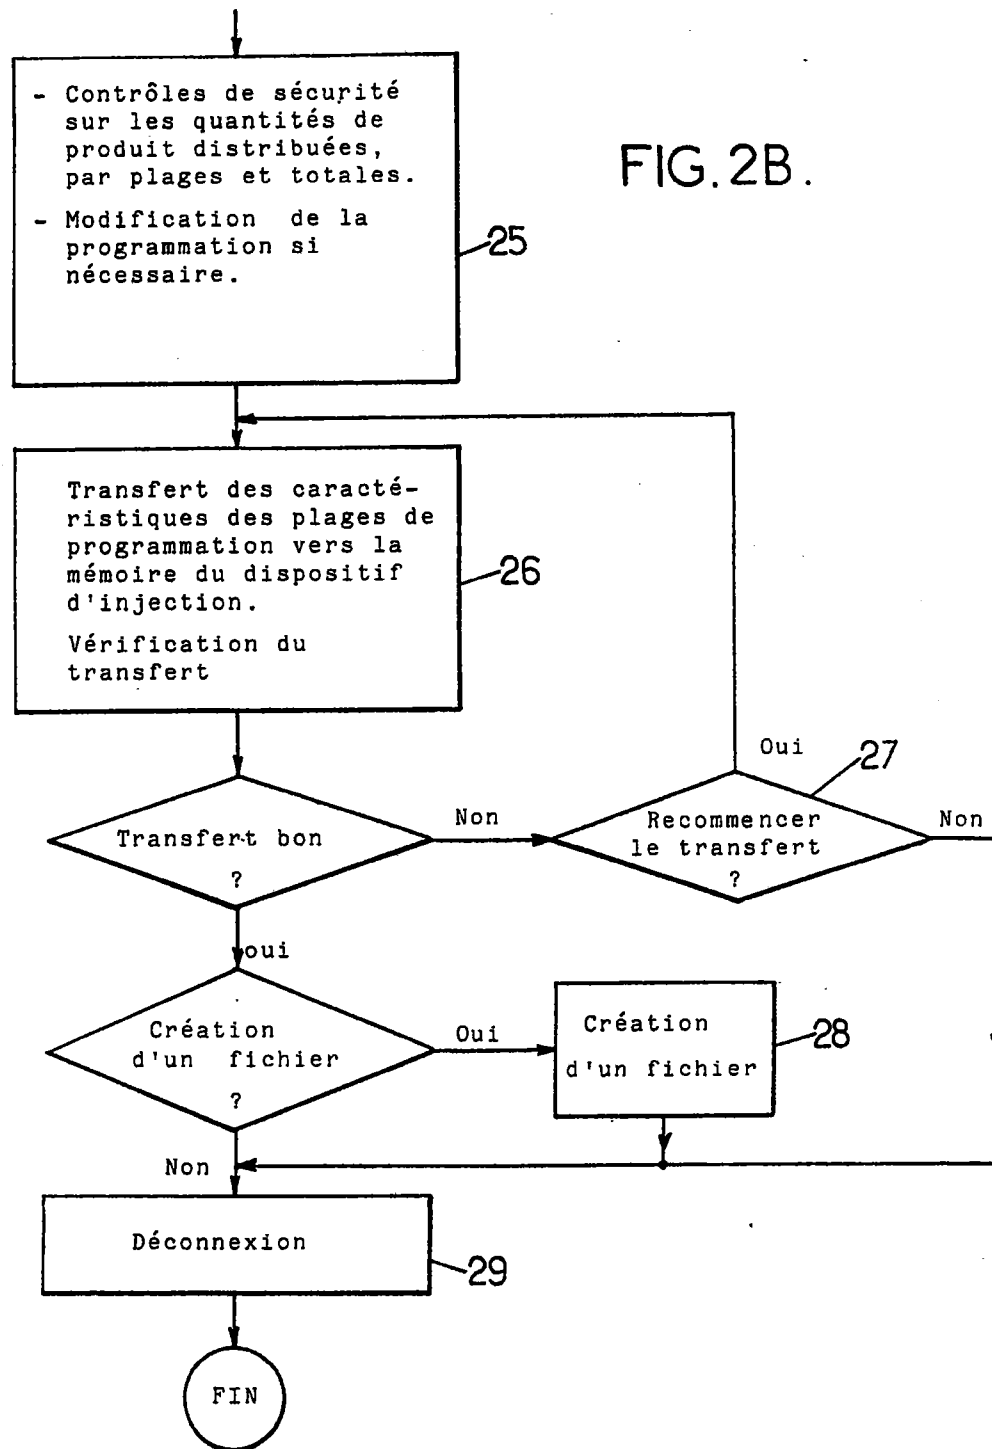 - Contrôles de sécurité
sur les quantités de
produit distribuées,
par plages et totales.
- Modification de la
programmation si
nécessaire.
FIG. 2B.
25
Transfert des caracté-
ristiques des plages de
programmation vers la
mémoire du dispositif
d'injection.
Vérification du
transfert
26
Oui
27
Transfert bon
?
Non
Recommencer
le transfert
?
Non
oui
Création
d'un fichier
?
Oui
Création
d'un fichier
28
Non
Déconnexion
29
FIN